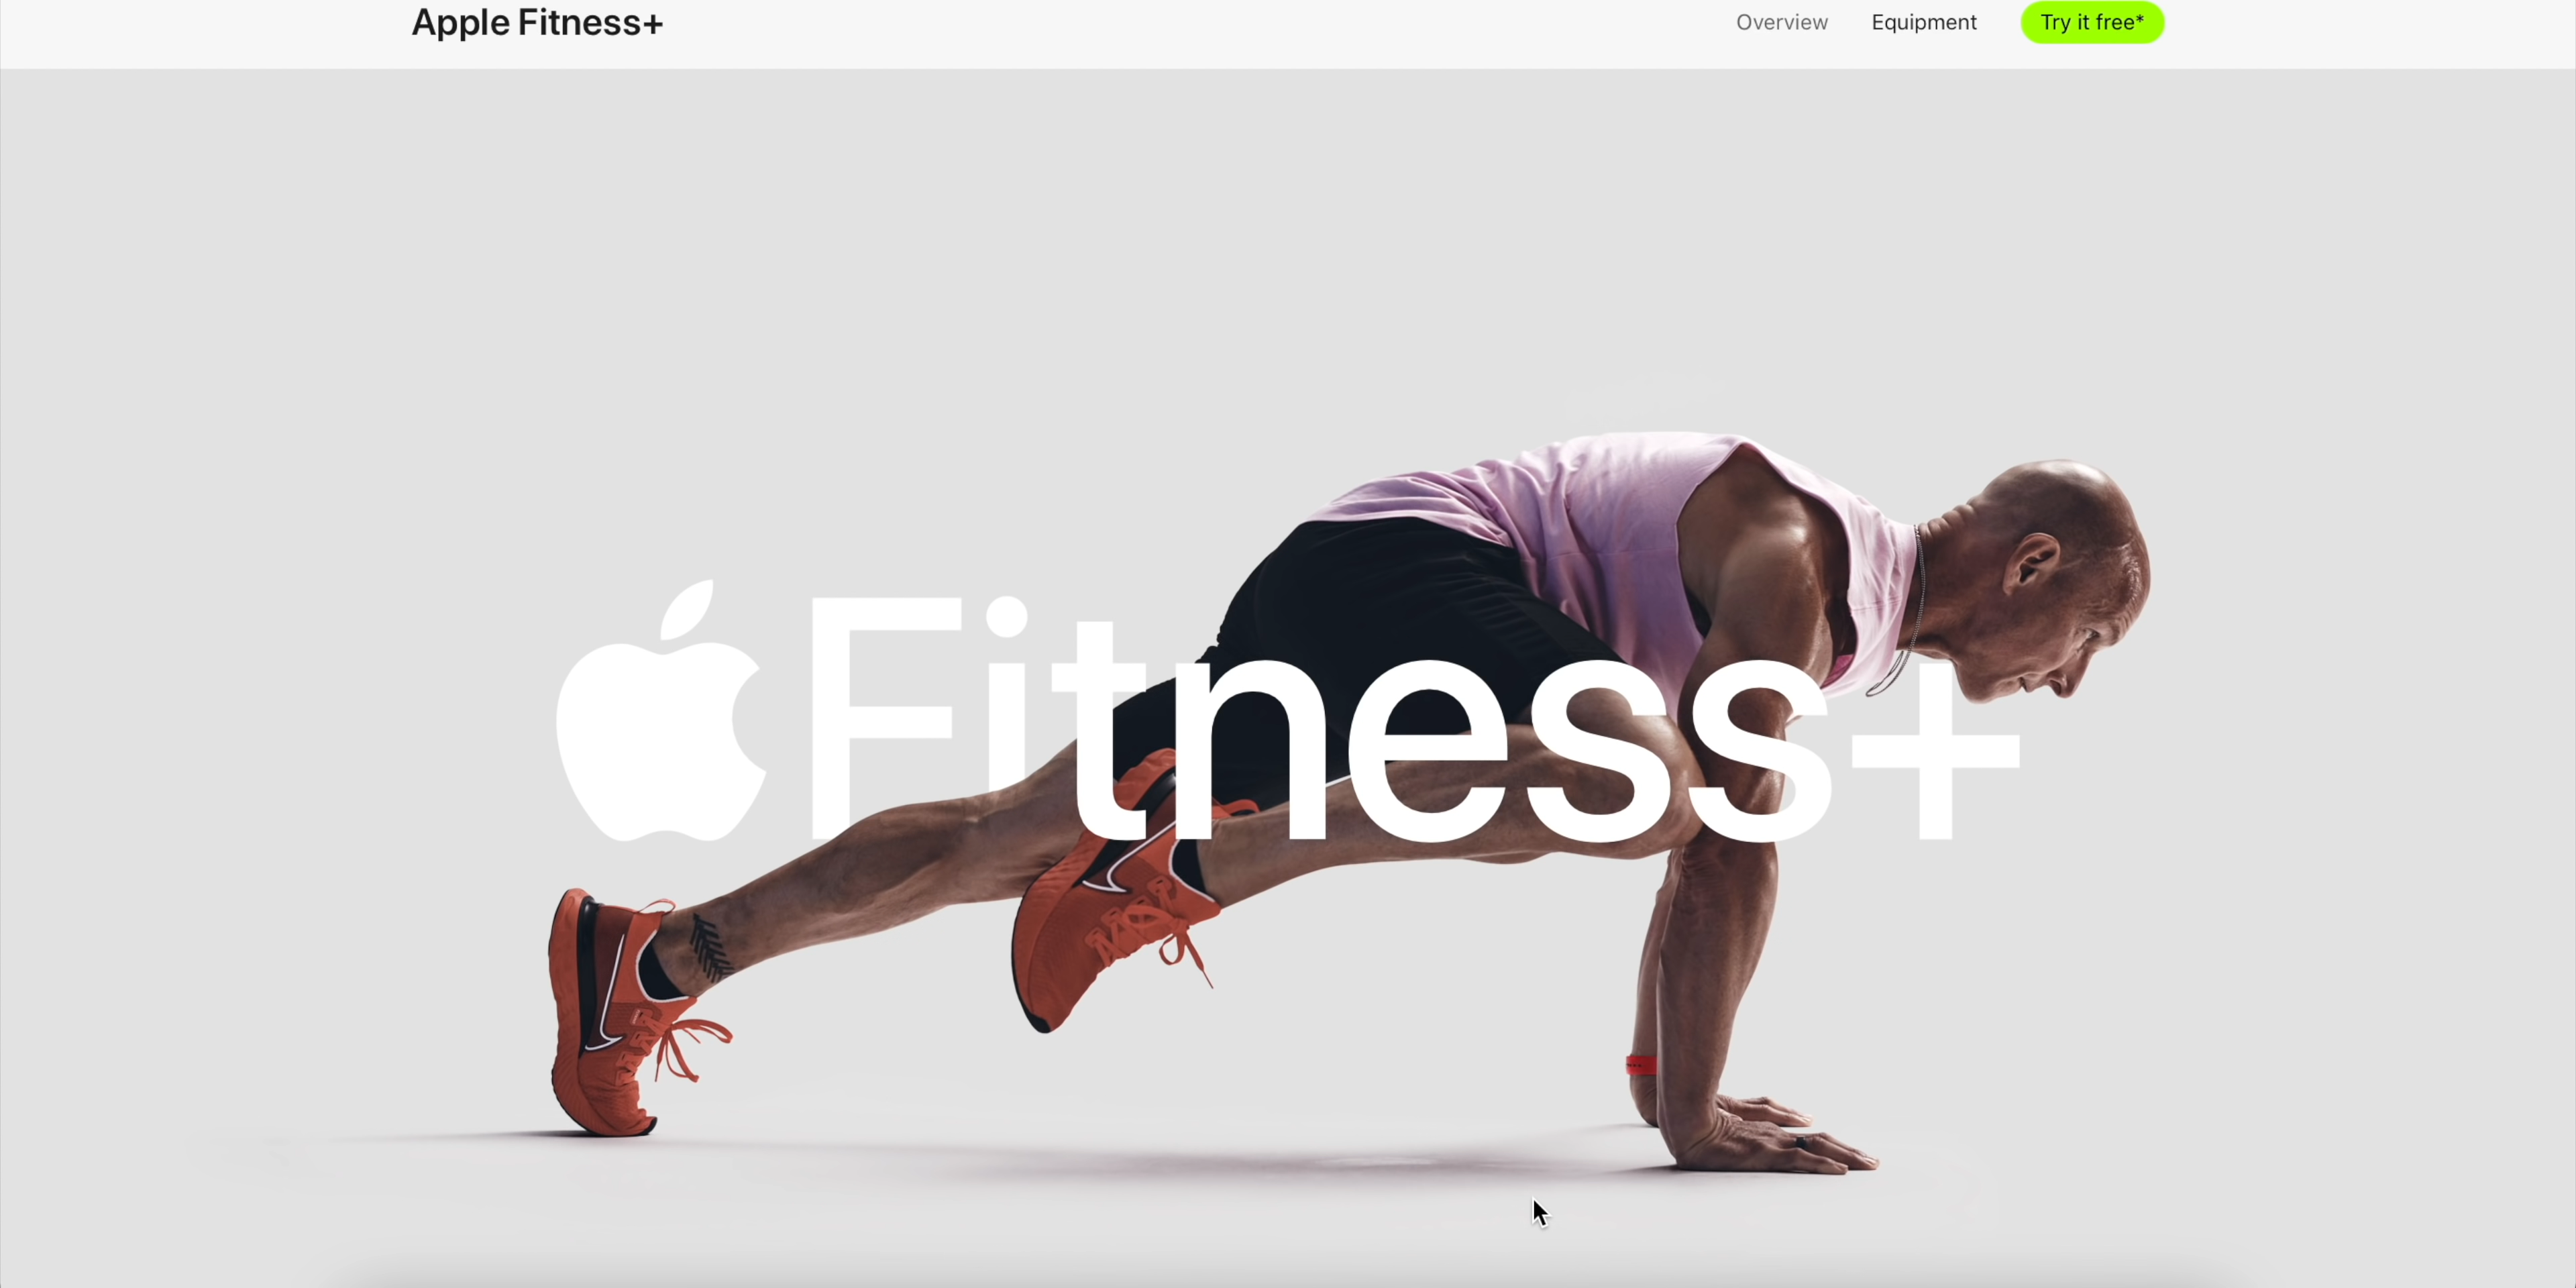 Apple Fitness+
Overview
Equipment
Try it free*
Fitness+